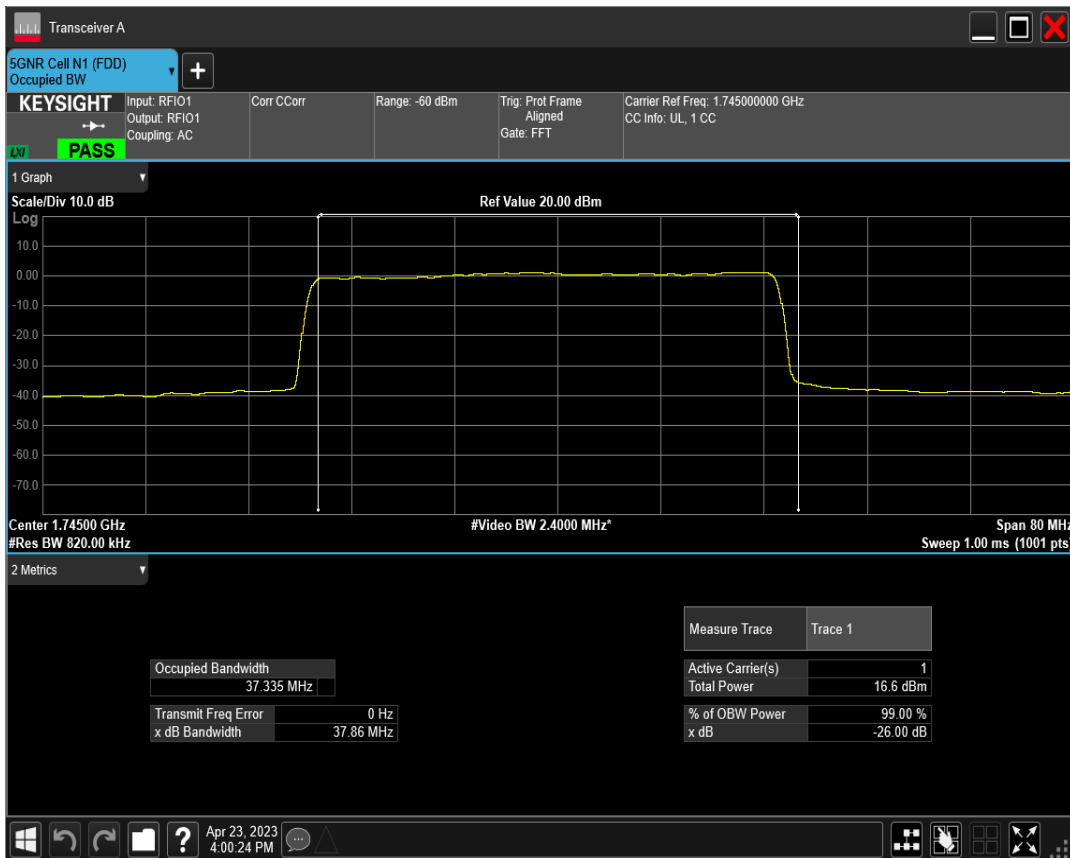 Transceiver A
5GNR Cell N1 (FDD)
Occupied BW
+
KEYSIGHT
LXI
PASS
Input: RFIO1
Output: RFIO1
Coupling: AC
Corr CCorr
Range: -60 dBm
Trig: Prot Frame
Aligned
Gate: FFT
Carrier Ref Freq: 1.745000000 GHz
CC Info: UL, 1 CC
1 Graph
Scale/Div 10.0 dB
Ref Value 20.00 dBm
Log
10.0
0.00
-10.0
-20.0
-30.0
-40.0
-50.0
-60.0
-70.0
Center 1.74500 GHz
#Video BW 2.4000 MHz*
Span 80 MHz
#Res BW 820.00 kHz
Sweep 1.00 ms (1001 pts)
2 Metrics
Measure Trace Trace 1
Occupied Bandwidth
37.335 MHz
Active Carrier(s) 1
Total Power 16.6 dBm
Transmit Freq Error 0 Hz
x dB Bandwidth 37.86 MHz
% of OBW Power 99.00 %
x dB -26.00 dB
?
Apr 23, 2023
4:00:24 PM